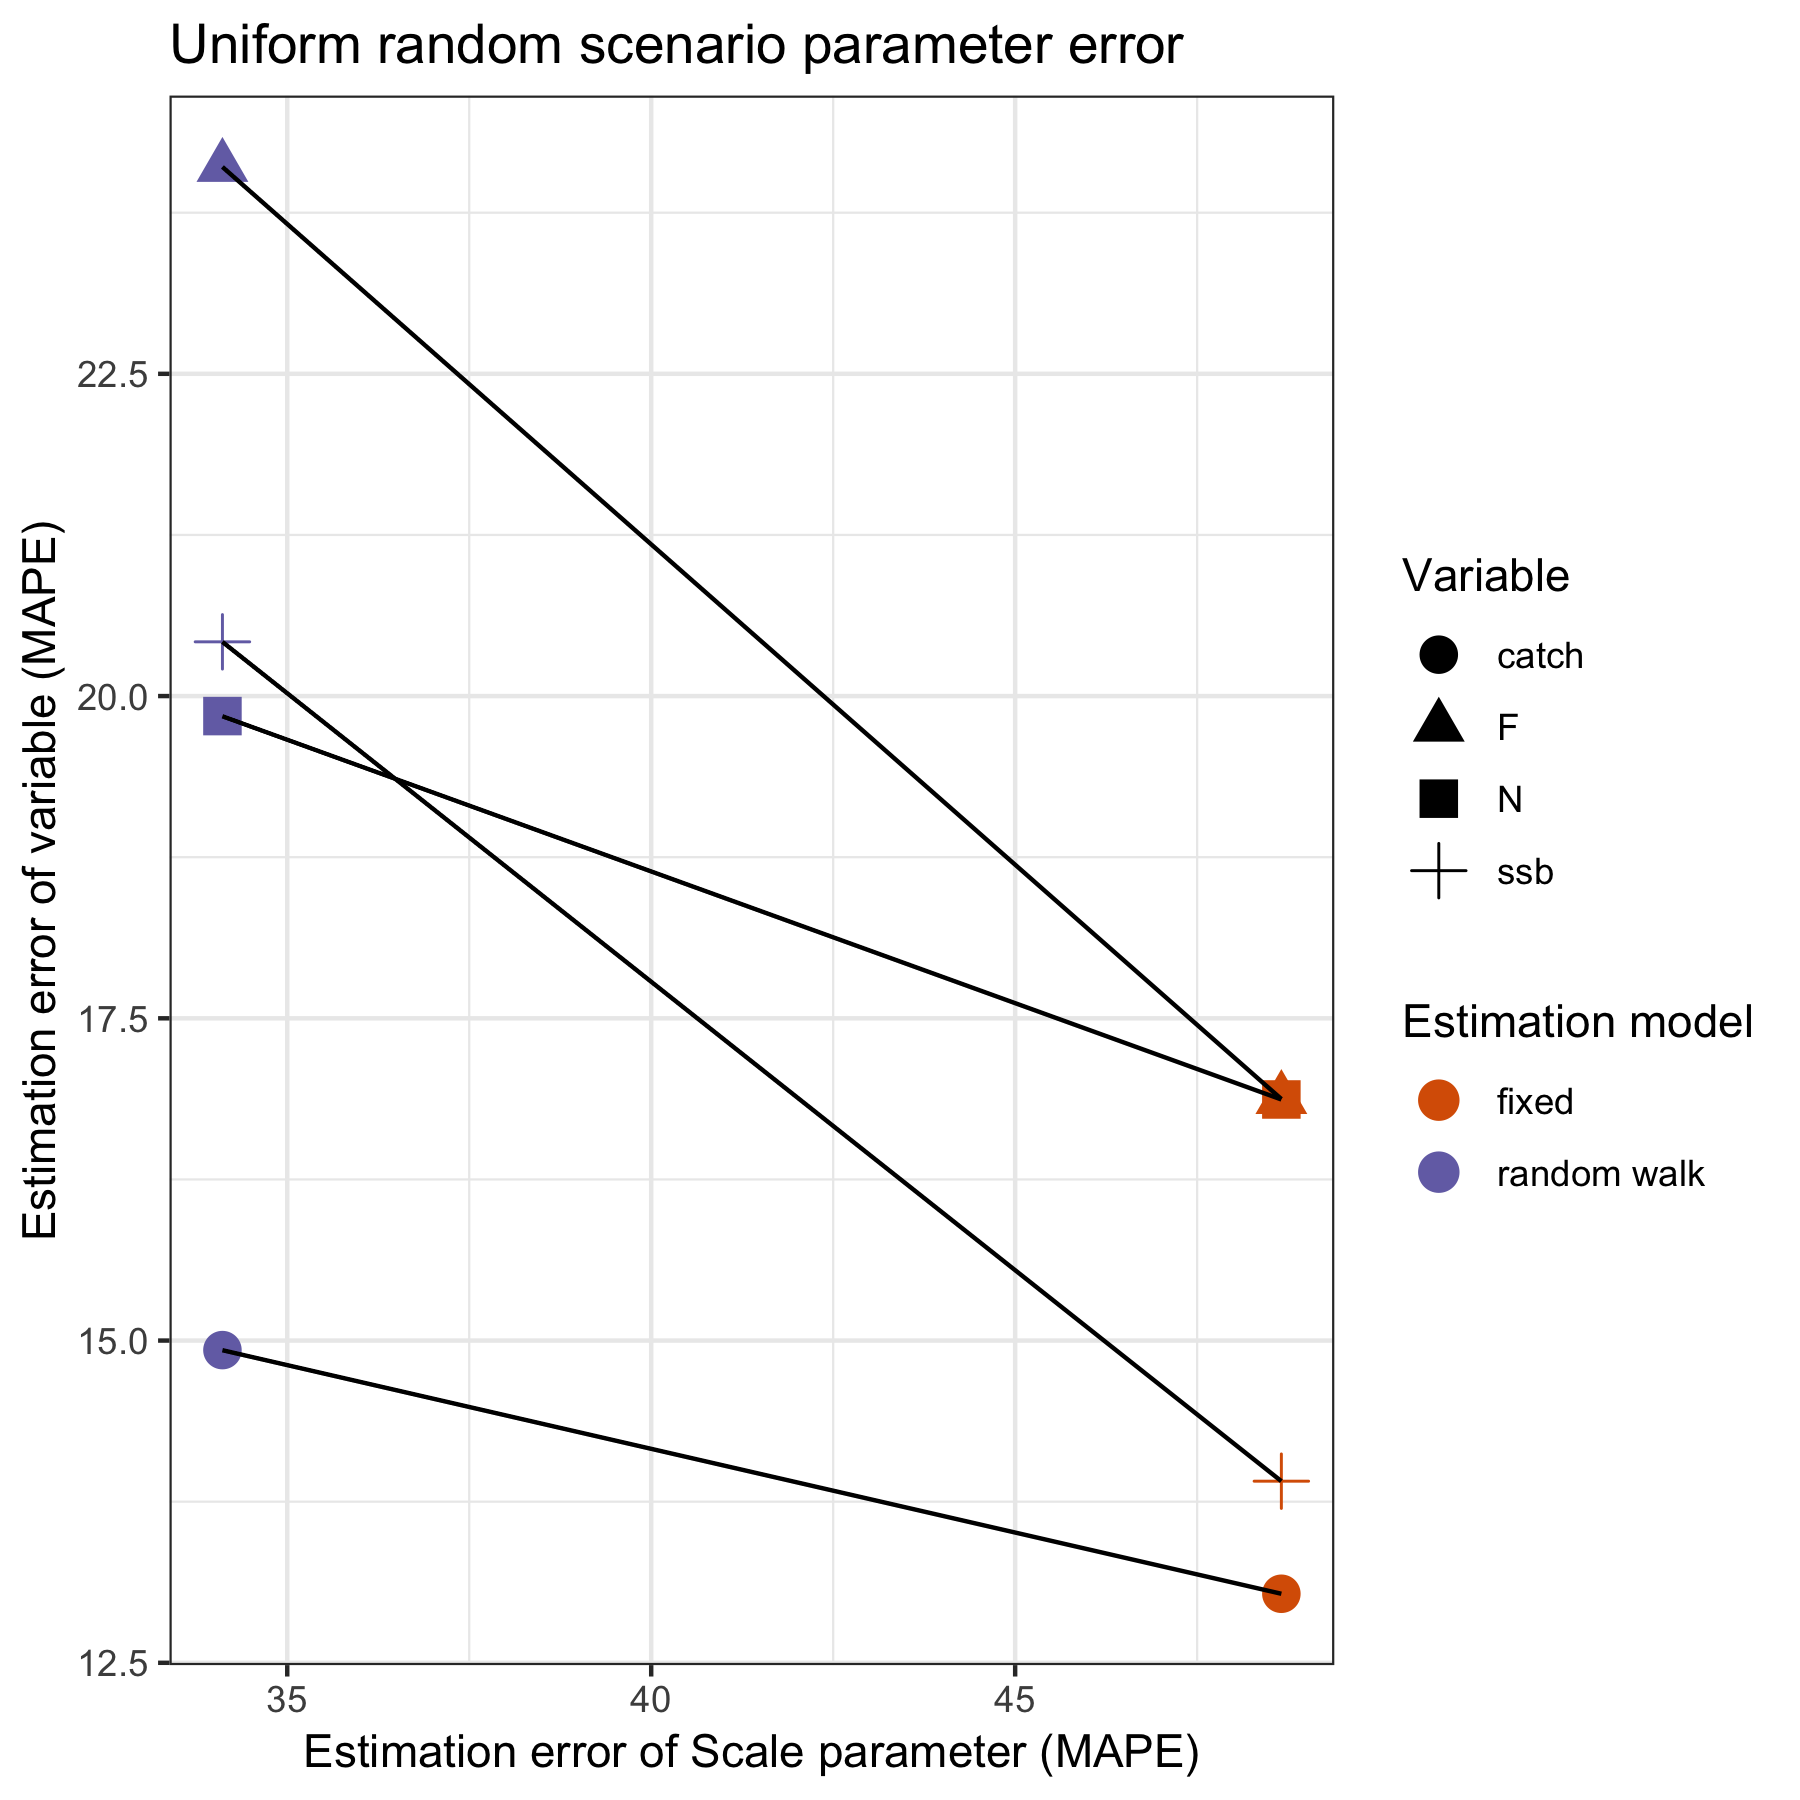 Uniform random scenario parameter error
Estimation error of variable (MAPE)
22.5
20.0
17.5
15.0
12.5
35
40
45
Estimation error of Scale parameter (MAPE)
Variable
catch
F
N
ssb
Estimation model
fixed
random walk